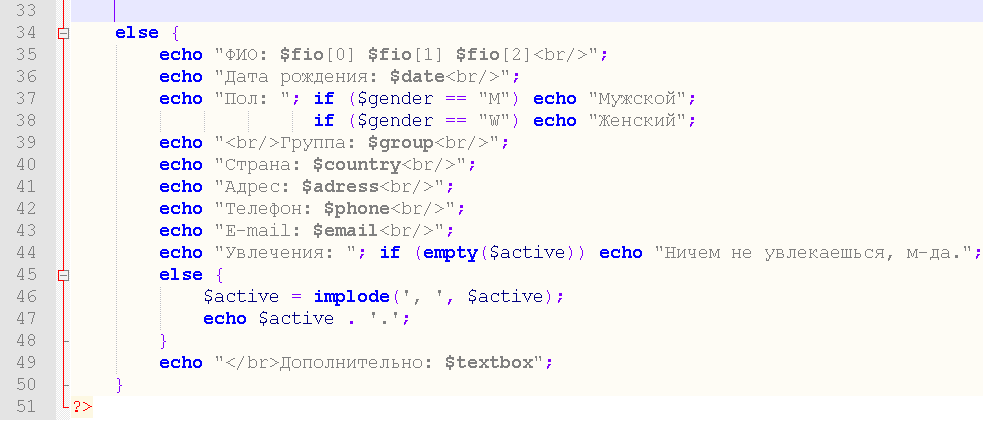 33
34 else {
35 echo "ФИО: $fio[0] $fio[1] $fio[2]<br/>";
36 echo "Дата рождения: $date<br/>";
37 echo "Пол: "; if ($gender == "M") echo "Мужской";
38 if ($gender == "W") echo "Женский";
39 echo "<br/>Группа: $group<br/>";
40 echo "Страна: $country<br/>";
41 echo "Адрес: $adress<br/>";
42 echo "Телефон: $phone<br/>";
43 echo "E-mail: $email<br/>";
44 echo "Увлечения: "; if (empty($active)) echo "Ничем не увлекаешься, м-да.";
45 else {
46 $active = implode(', ', $active);
47 echo $active . '.';
48 }
49 echo "</br>Дополнительно: $textbox";
50 }
51 ?>